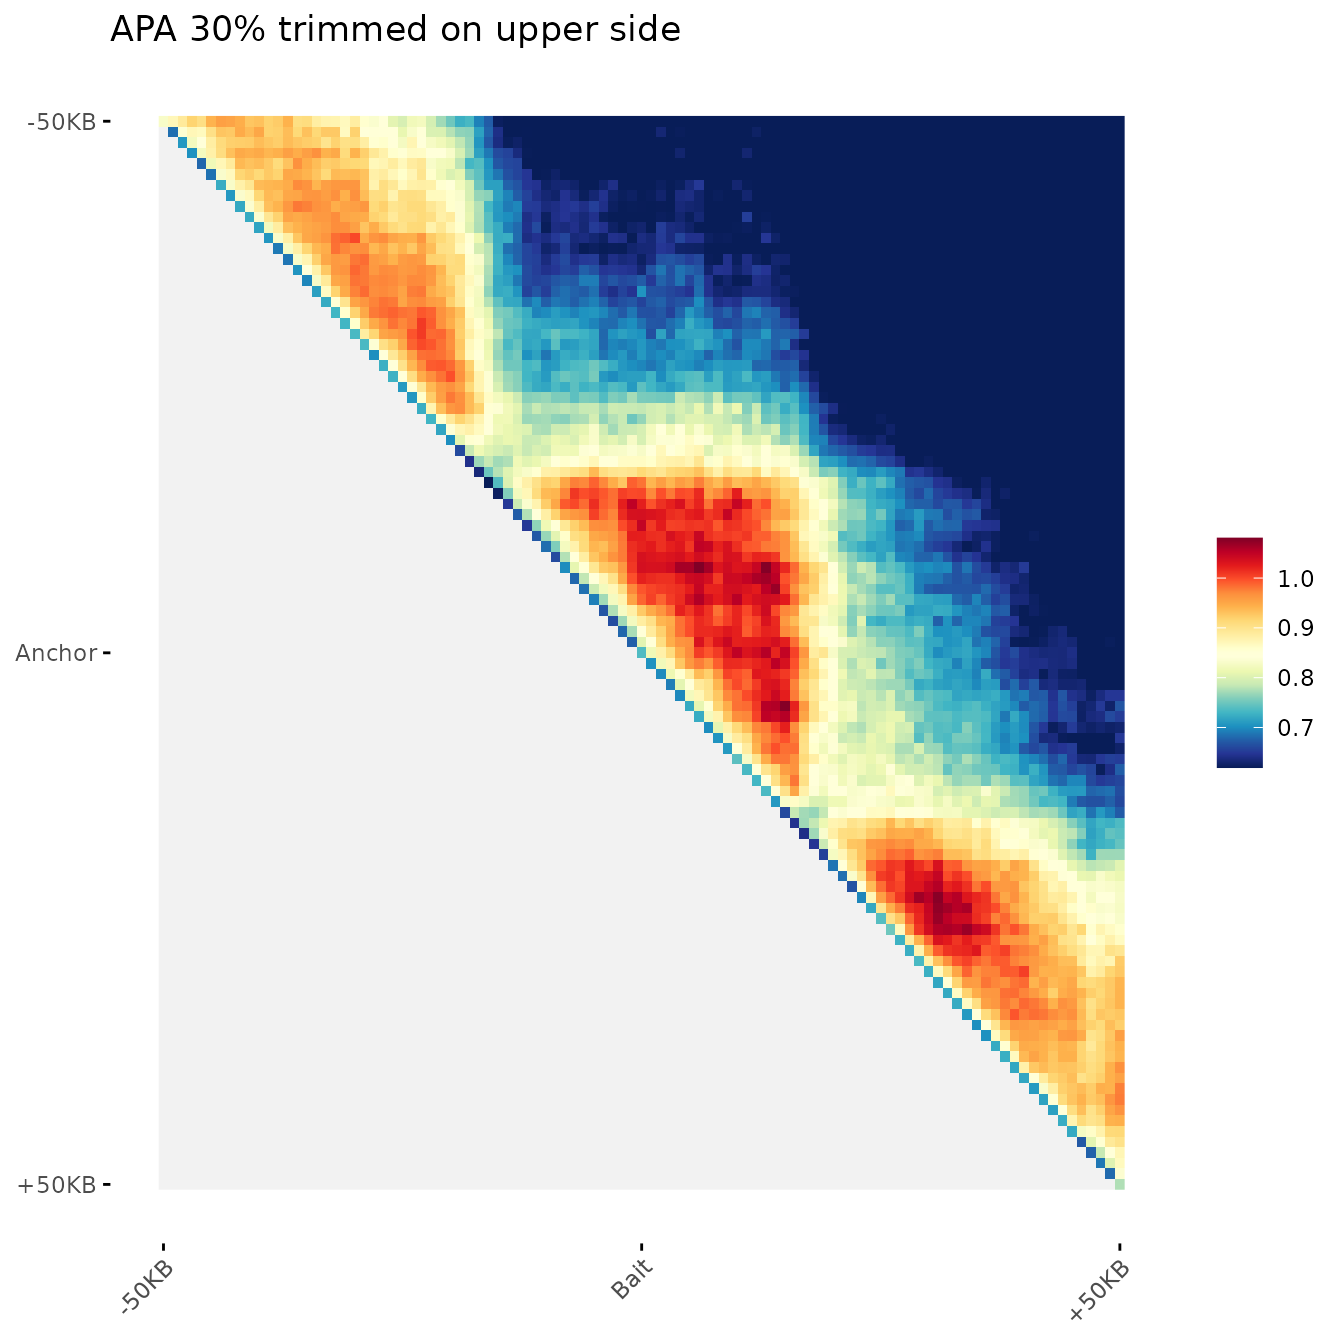 APA 30% trimmed on upper side
-50KB
Anchor
+50KB
1.0
0.9
0.8
0.7
-50KB
Bait
+50KB